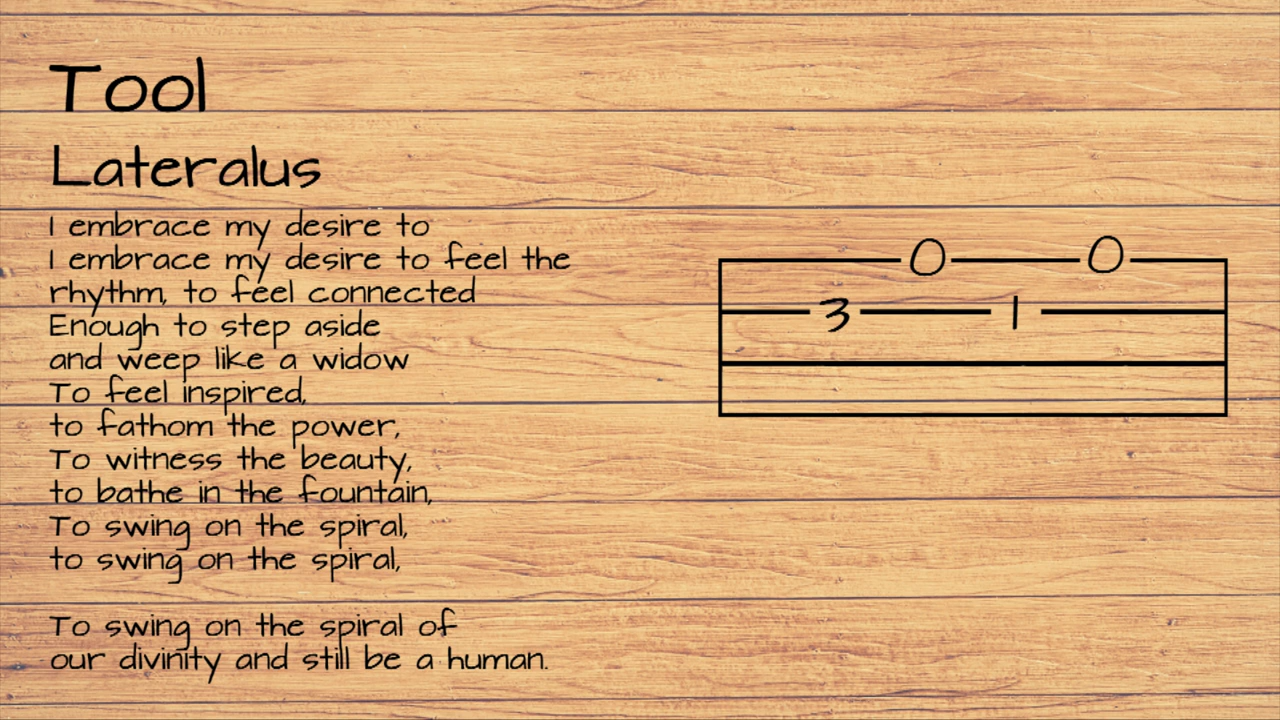 Tool
Lateralus
I embrace my desire to
I embrace my desire to feel the
rhythm, to feel connected
Enough to step aside
and weep like a widow
To feel inspired,
to fathom the power,
To witness the beauty,
to bathe in the fountain,
To swing on the spiral,
to swing on the spiral,
To swing on the spiral of
our divinity and still be a human.
0 0
3 1